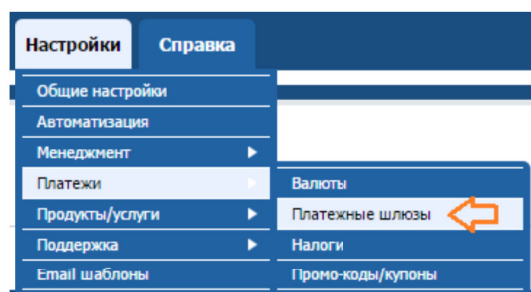 Настройки Справка
Общие настройки
Автоматизация
Менеджмент
Платежи
Продукты/услуги
Поддержка
Email шаблоны
Валюты
Платежные шлюзы
Налоги
Промо-коды/купоны